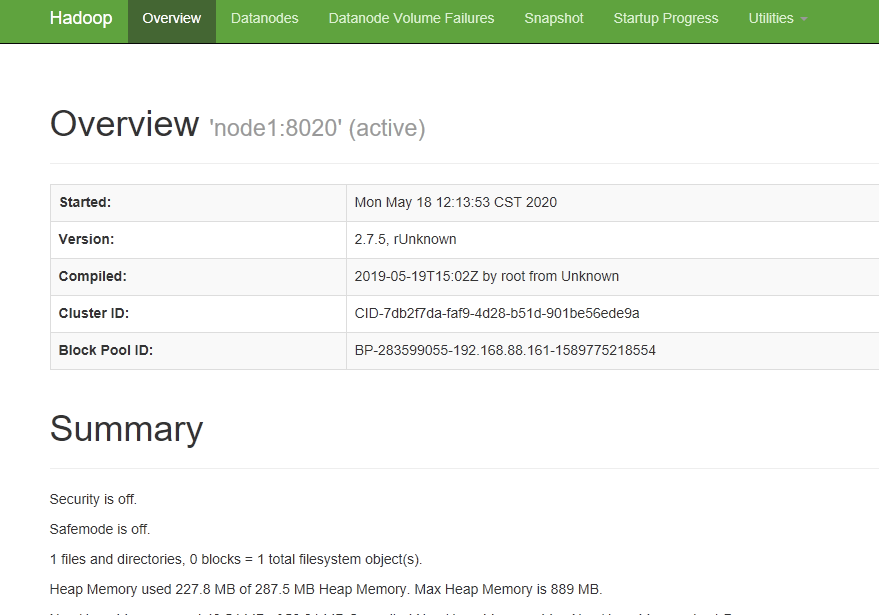 Hadoop Overview Datanodes Datanode Volume Failures Snapshot Startup Progress Utilities
Overview 'node1:8020' (active)
Started: Mon May 18 12:13:53 CST 2020
Version: 2.7.5, rUnknown
Compiled: 2019-05-19T15:02Z by root from Unknown
Cluster ID: CID-7db2f7da-faf9-4d28-b51d-901be56ede9a
Block Pool ID: BP-283599055-192.168.88.161-1589775218554
Summary
Security is off.
Safemode is off.
1 files and directories, 0 blocks = 1 total filesystem object(s).
Heap Memory used 227.8 MB of 287.5 MB Heap Memory. Max Heap Memory is 889 MB.